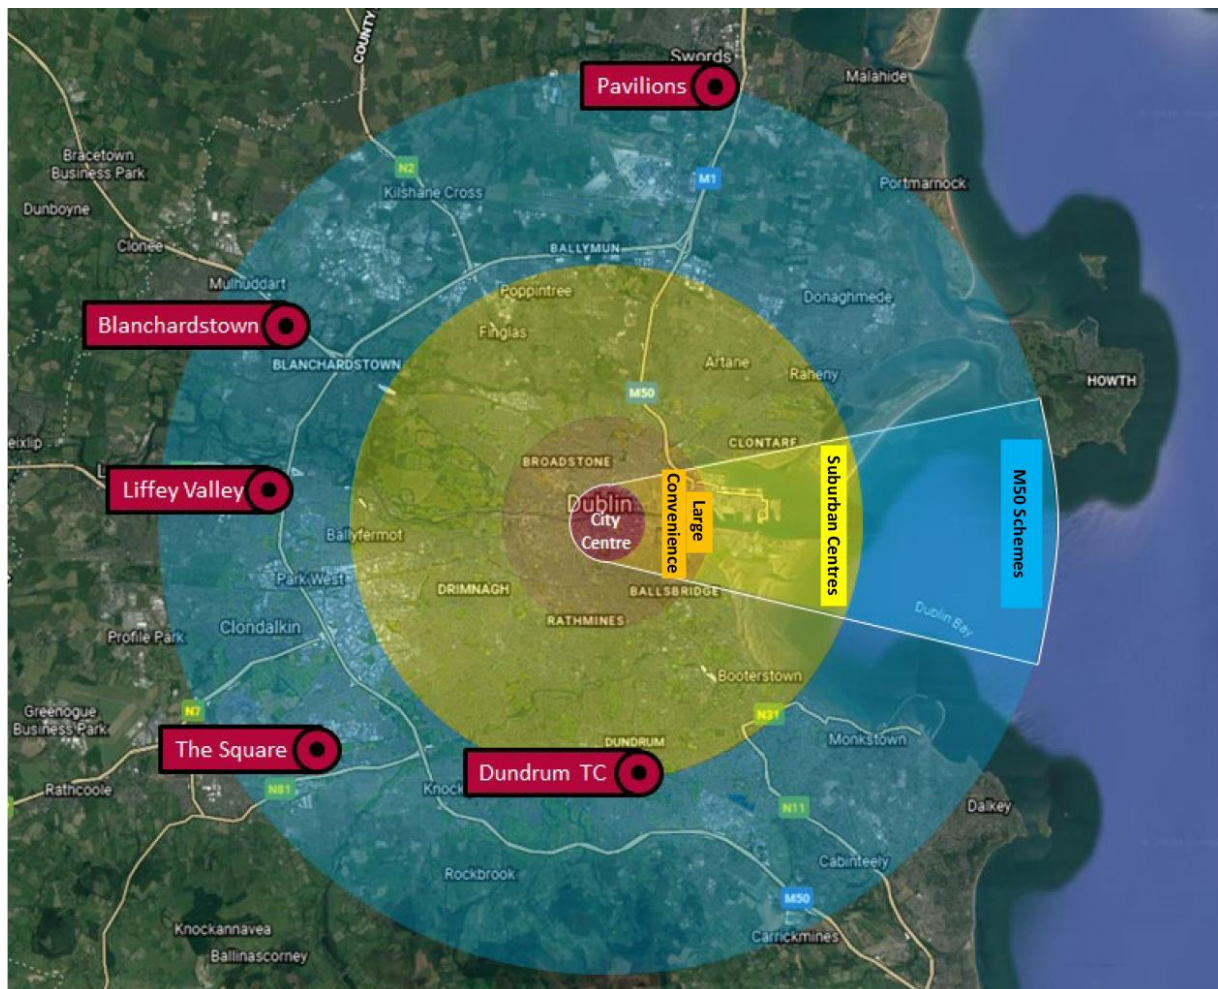 COUNTY
Swords
Pavilions
Malahide
Bracetown
Business Park
N2
M1
Kilshane Cross
Portmarnock
Dunboyne
Clonee
BALLYMUN
Mulhuddart
Poppintree
Donaghmede
Blanchardstown
Finglas
BLANCHARDSTOWN
Artane
Raheny
HOWTH
M50
eixlip
CLONTARF
BROADSTONE
L
Liffey Valley
Dublin
City
Centre
Large
Convenience
Suburban Centres
M50 Schemes
Ballyfermot
Park West
DRIMNAGH
BALLSBRIDGE
RATHMINES
Dublin Bay
Clondalkin
Profile Park
Booterstown
Greenogue
Business Park
N7
N31
The Square
DUNDRUM
Monkstown
Dundrum TC
Rathcoole
N81
Knock
N11
Dalkey
Rockbrook
Cabinteely
M50
Knockannavea
Ballinascorney
Carrickmines